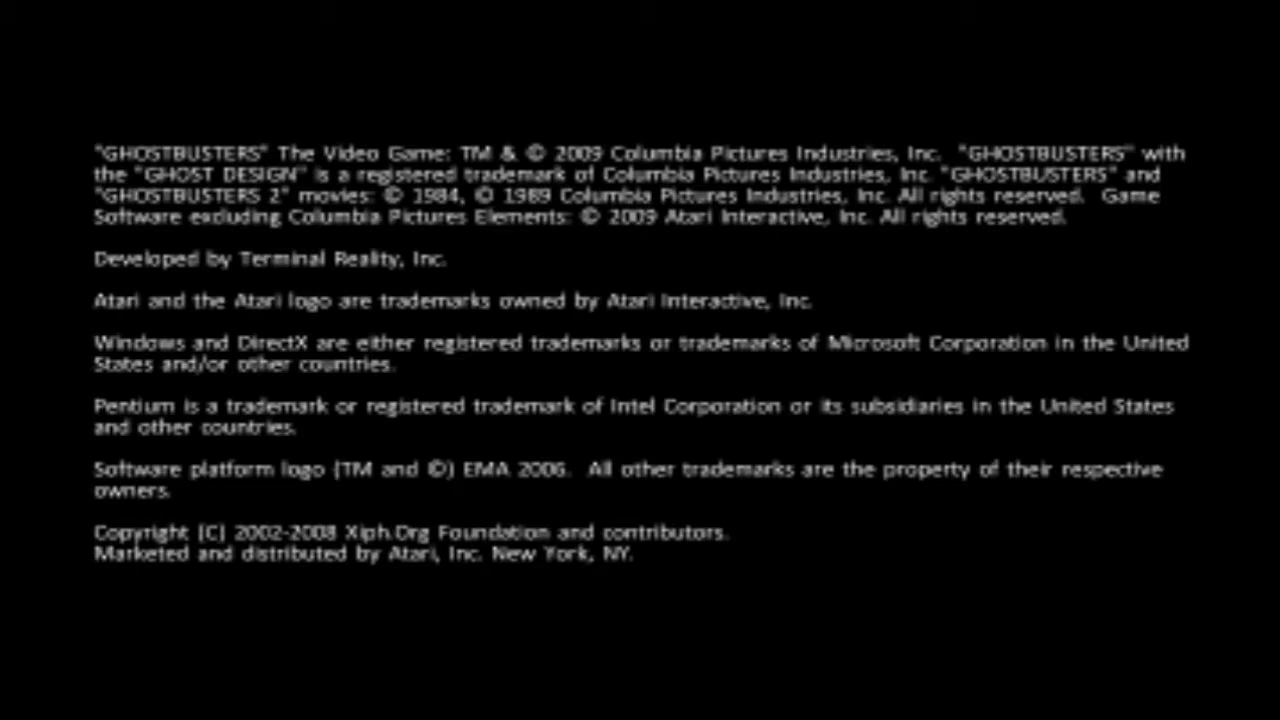 "GHOSTBUSTERS" The Video Game: TM & © 2009 Columbia Pictures Industries, Inc.  "GHOSTBUSTERS" with
the "GHOST DESIGN" is a registered trademark of Columbia Pictures Industries, Inc. "GHOSTBUSTERS" and
"GHOSTBUSTERS 2" movies: © 1984, © 1989 Columbia Pictures Industries, Inc. All rights reserved.  Game
Software excluding Columbia Pictures Elements: © 2009 Atari Interactive, Inc. All rights reserved.
Developed by Terminal Reality, Inc.
Atari and the Atari logo are trademarks owned by Atari Interactive, Inc.
Windows and DirectX are either registered trademarks or trademarks of Microsoft Corporation in the United
States and/or other countries.
Pentium is a trademark or registered trademark of Intel Corporation or its subsidiaries in the United States
and other countries.
Software platform logo (TM and ©) EMA 2006.  All other trademarks are the property of their respective
owners.
Copyright (C) 2002-2008 Xiph.Org Foundation and contributors.
Marketed and distributed by Atari, Inc. New York, NY.